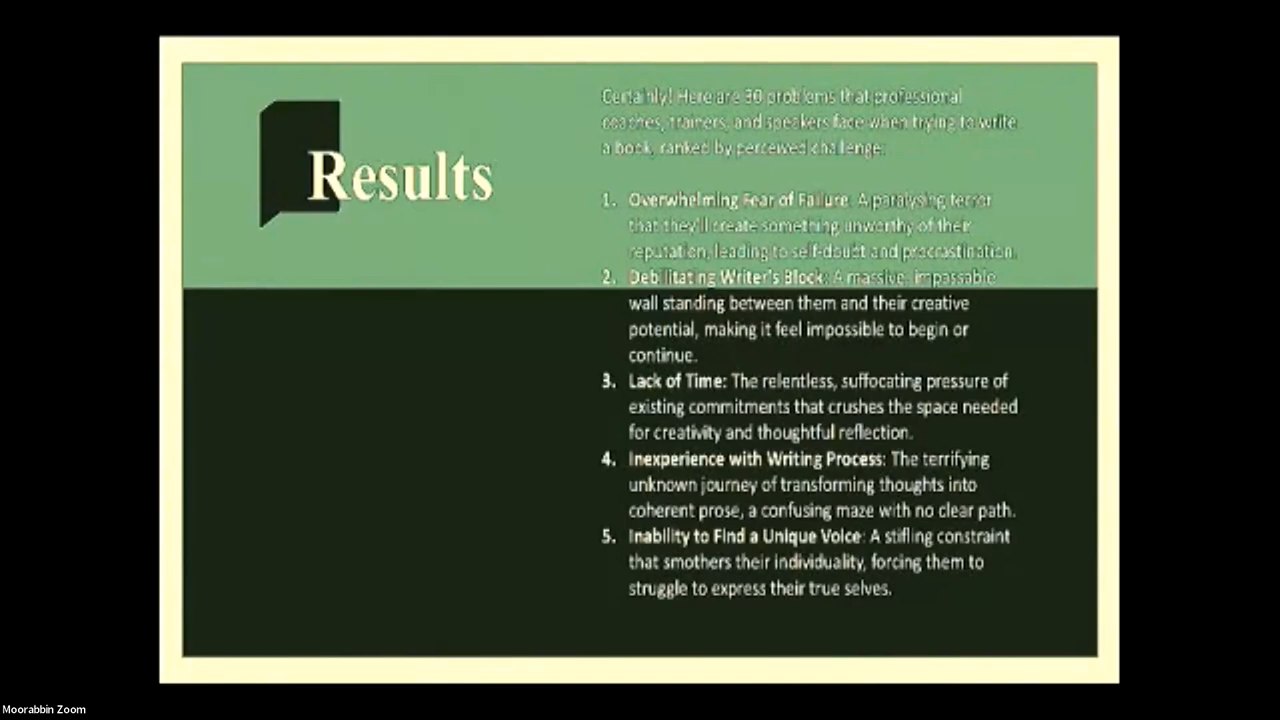 Results
Certainly! Here are 30 problems that professional
coaches, trainers, and speakers face when trying to write
a book, ranked by perceived challenge.
1. Overwhelming Fear of Failure: A paralysing terror
that they'll create something unworthy of their
reputation, leading to self-doubt and procrastination.
2. Debilitating Writer's Block: A massive, impassable
wall standing between them and their creative
potential, making it feel impossible to begin or
continue.
3. Lack of Time: The relentless, suffocating pressure of
existing commitments that crushes the space needed
for creativity and thoughtful reflection.
4. Inexperience with Writing Process: The terrifying
unknown journey of transforming thoughts into
coherent prose, a confusing maze with no clear path.
5. Inability to Find a Unique Voice: A stifling constraint
that smothers their individuality, forcing them to
struggle to express their true selves.
Moorabbin Zoom